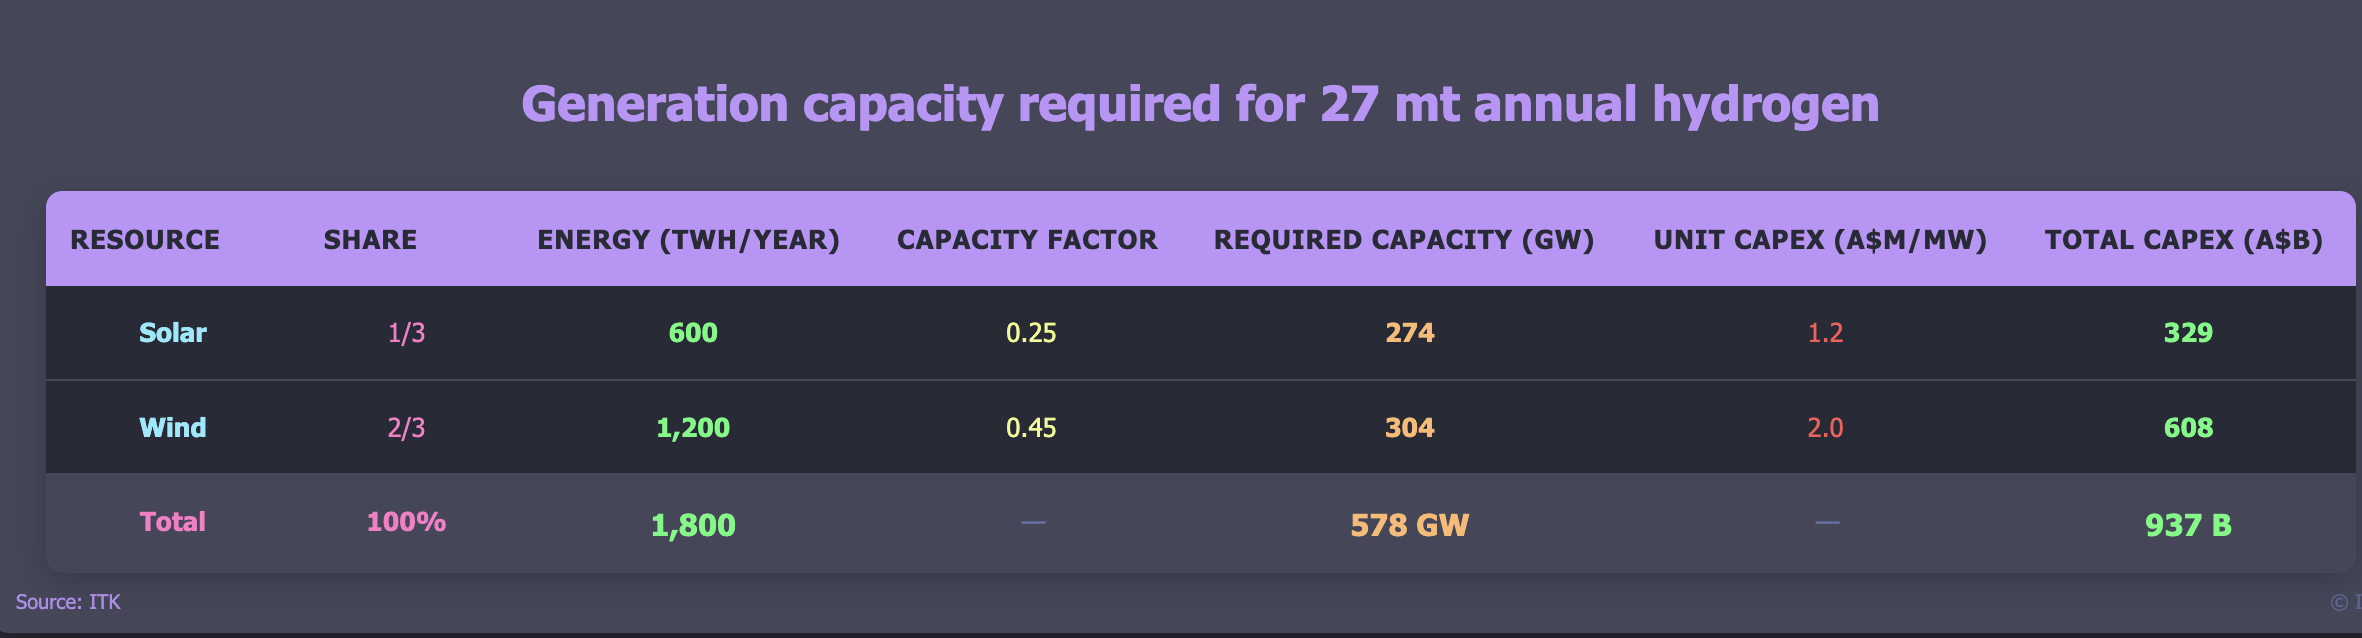 Generation capacity required for 27 mt annual hydrogen
RESOURCE SHARE ENERGY (TWH/YEAR) CAPACITY FACTOR REQUIRED CAPACITY (GW) UNIT CAPEX (A$M/MW) TOTAL CAPEX (A$B)
Solar 1/3 600 0.25 274 1.2 329
Wind 2/3 1,200 0.45 304 2.0 608
Total 100% 1,800 — 578 GW — 937 B
Source: ITK ©